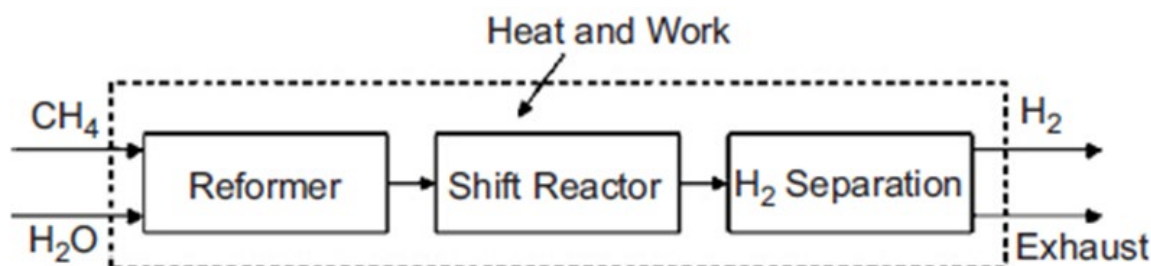 Heat and Work
CH₄
H₂
Reformer
Shift Reactor
H₂ Separation
H₂O
Exhaust